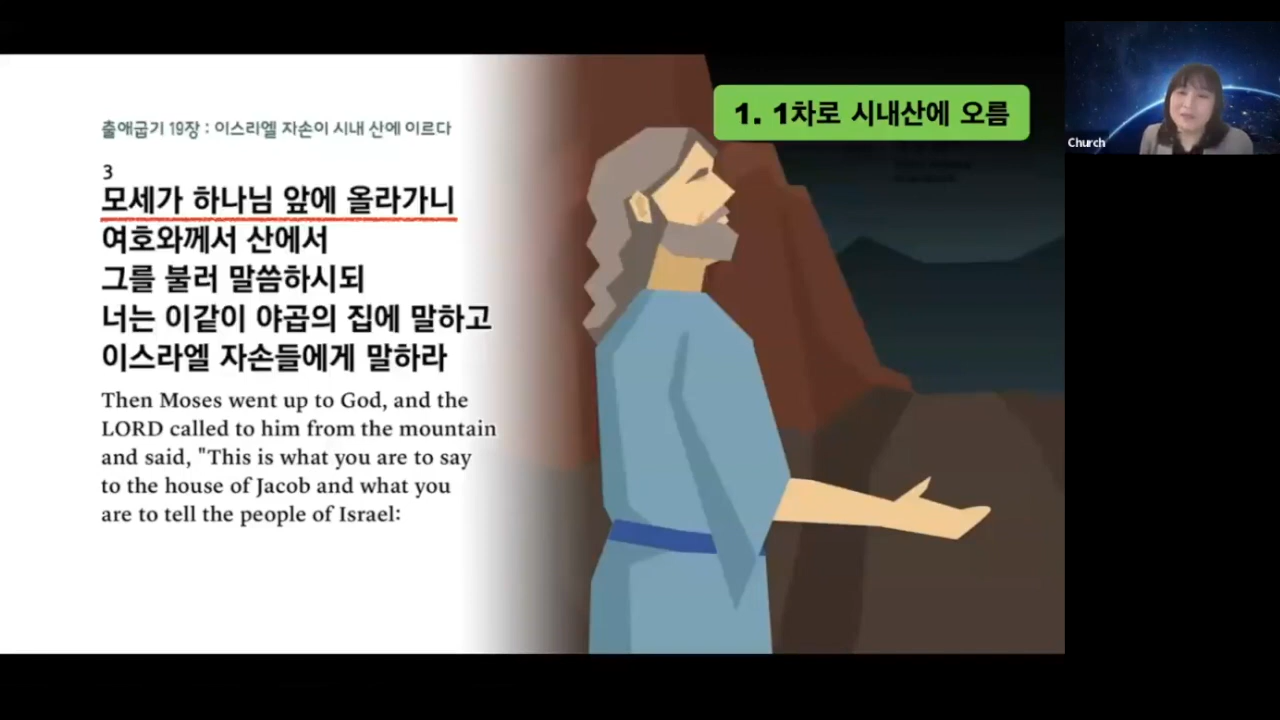 출애굽기 19장 : 이스라엘 자손이 시내 산에 이르다
1. 1차로 시내산에 오름
Church
3
모세가 하나님 앞에 올라가니
여호와께서 산에서
그를 불러 말씀하시되
너는 이같이 야곱의 집에 말하고
이스라엘 자손들에게 말하라
Then Moses went up to God, and the
LORD called to him from the mountain
and said, "This is what you are to say
to the house of Jacob and what you
are to tell the people of Israel: